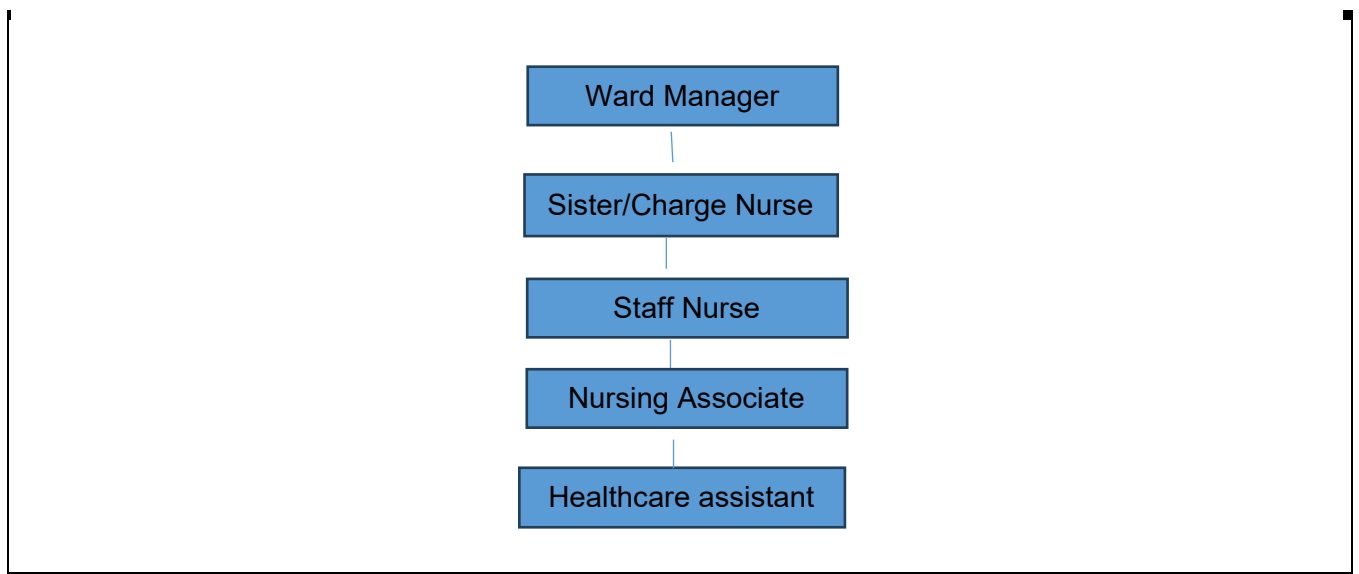 Ward Manager
Sister/Charge Nurse
Staff Nurse
Nursing Associate
Healthcare assistant